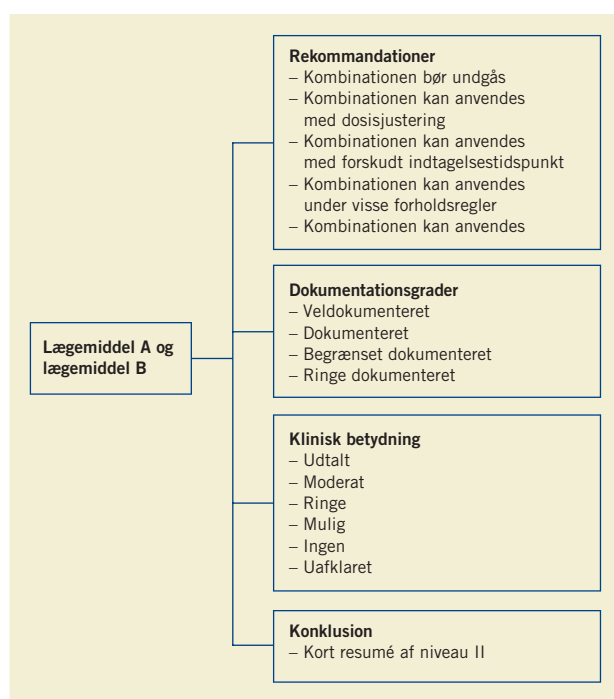 Lægemiddel A og
lægemiddel B
Rekommandationer
– Kombinationen bør undgås
– Kombinationen kan anvendes
med dosisjustering
– Kombinationen kan anvendes
med forskudt indtagelsestidspunkt
– Kombinationen kan anvendes
under visse forholdsregler
– Kombinationen kan anvendes
Dokumentationsgrader
– Veldokumenteret
– Dokumenteret
– Begrænset dokumenteret
– Ringe dokumenteret
Klinisk betydning
– Udtalt
– Moderat
– Ringe
– Mulig
– Ingen
– Uafklaret
Konklusion
– Kort resumé af niveau II